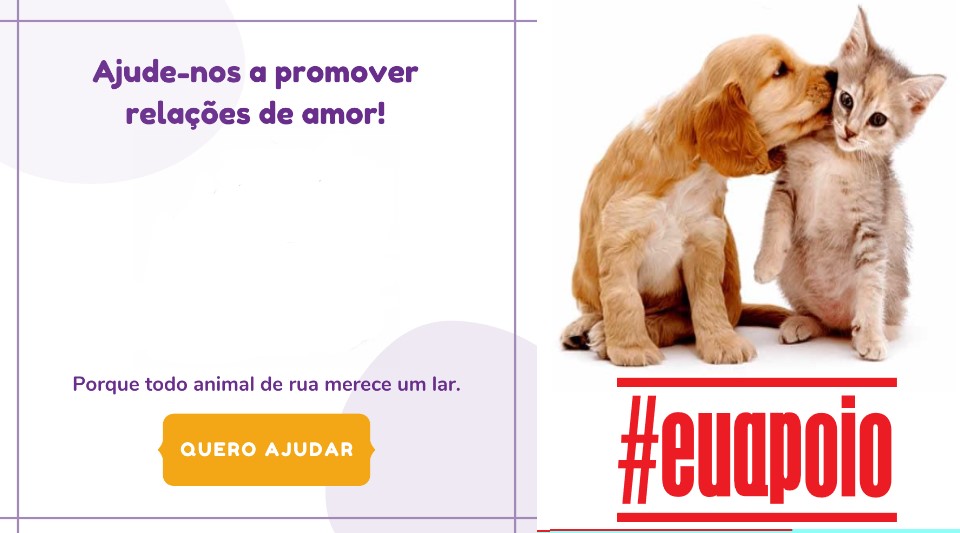 Ajude-nos a promover
relações de amor!
Porque todo animal de rua merece um lar.
QUERO AJUDAR
#euapoio